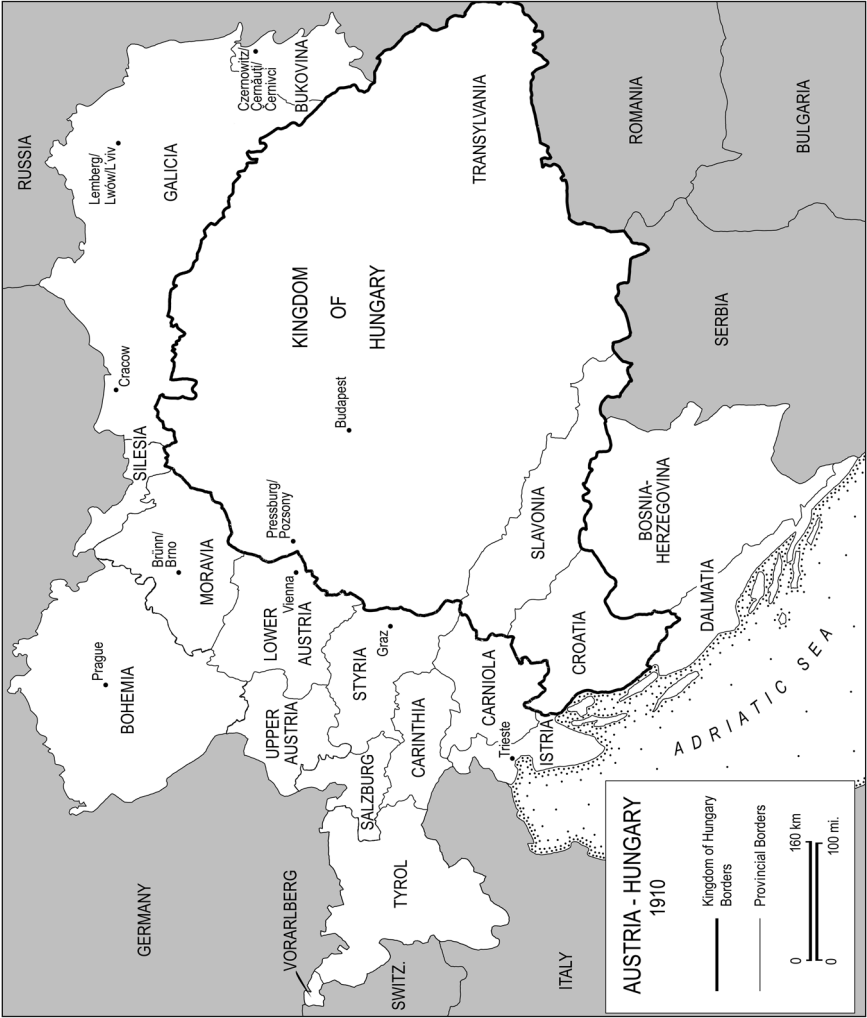 RUSSIA
Lemberg/
Lwów/L'viv
GALICIA
Czernowitz/
Cernăuți/
Černivci
BUKOVINA
Cracow
SILESIA
Brünn/
Brno
MORAVIA
Prague
BOHEMIA
GERMANY
VORARLBERG
SWITZ.
TYROL
ITALY
SALZBURG
UPPER
AUSTRIA
LOWER
AUSTRIA
Vienna
STYRIA
Graz
CARINTHIA
CARNIOLA
Trieste
ISTRIA
CROATIA
SLAVONIA
Pressburg/
Pozsony
Budapest
KINGDOM
OF
HUNGARY
TRANSYLVANIA
ROMANIA
BULGARIA
SERBIA
BOSNIA-
HERZEGOVINA
DALMATIA
ADRIATIC SEA
AUSTRIA - HUNGARY
1910
Kingdom of Hungary
Borders
Provincial Borders
0 160 km
0 100 mi.